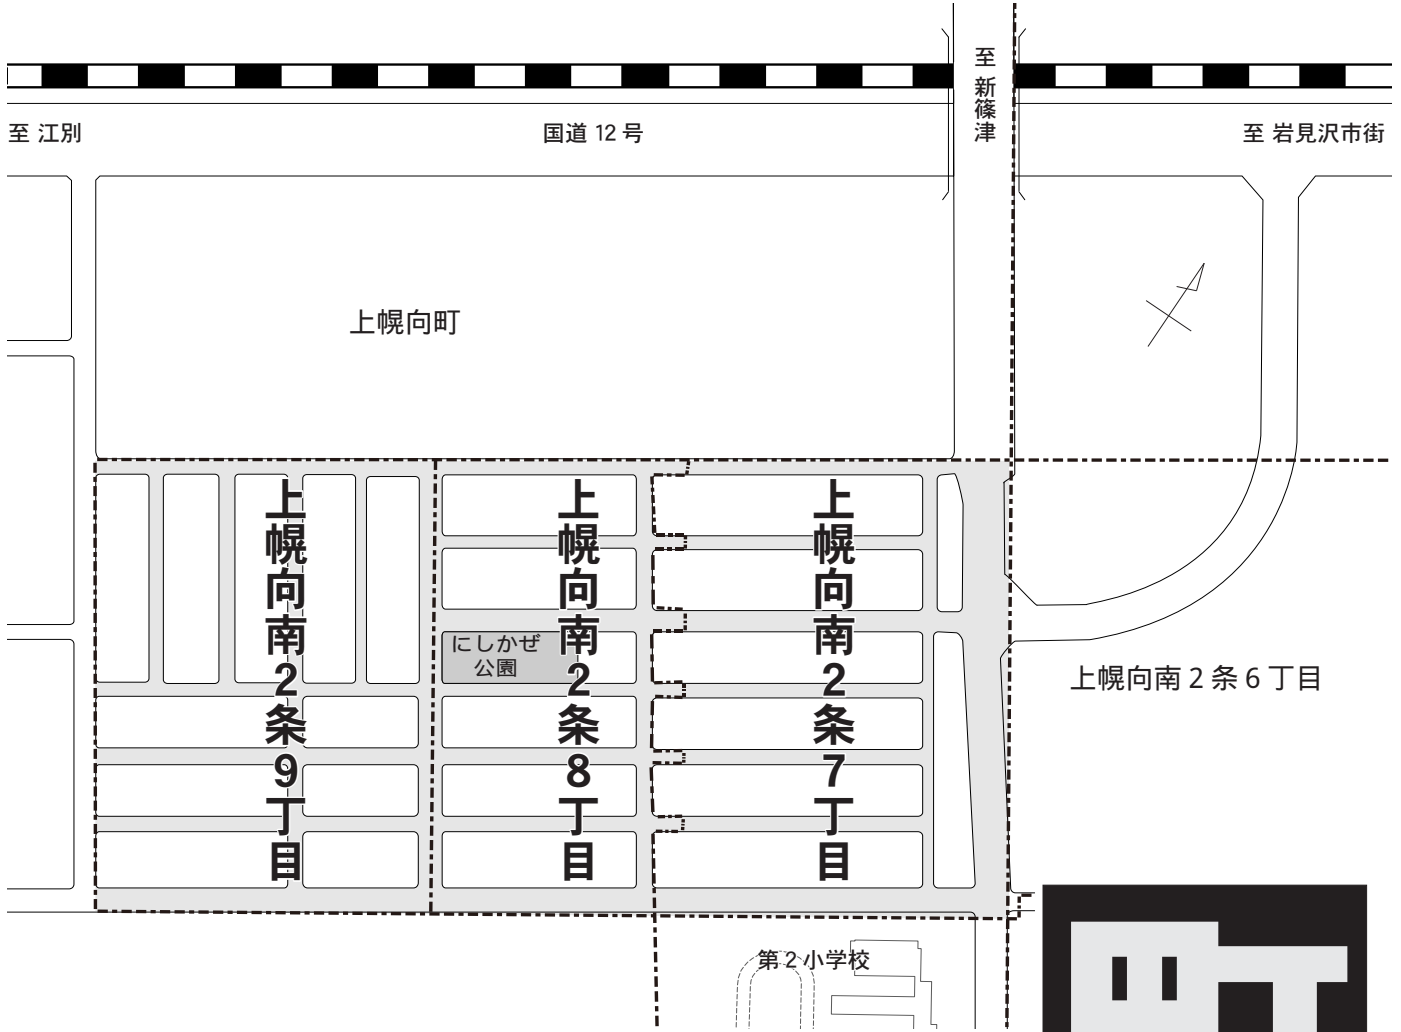 至 新篠津
至 江別
国道 12 号
至 岩見沢市街
上幌向町
上幌向南2条9丁目
上幌向南2条8丁目
上幌向南2条7丁目
にしかぜ
公園
上幌向南 2 条 6 丁目
第 2 小学校